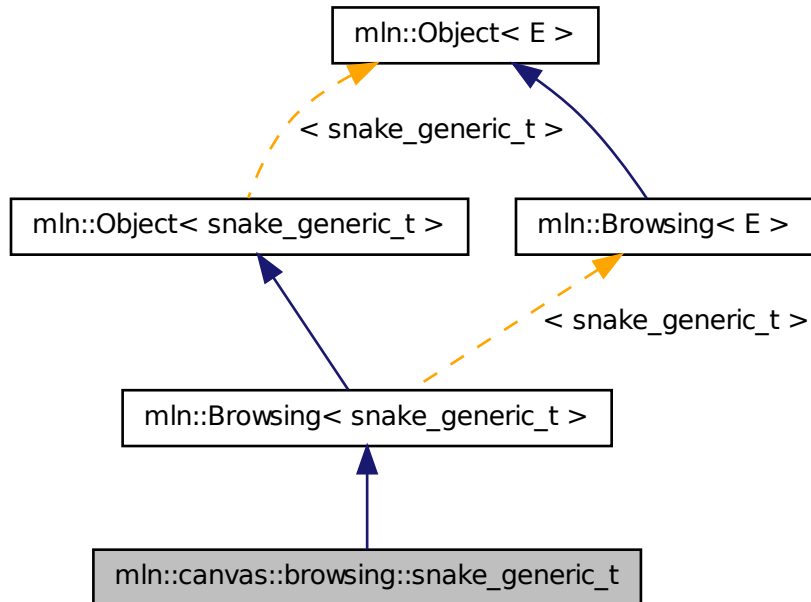 mln::Object< E >
< snake_generic_t >
mln::Object< snake_generic_t >
mln::Browsing< E >
< snake_generic_t >
mln::Browsing< snake_generic_t >
mln::canvas::browsing::snake_generic_t